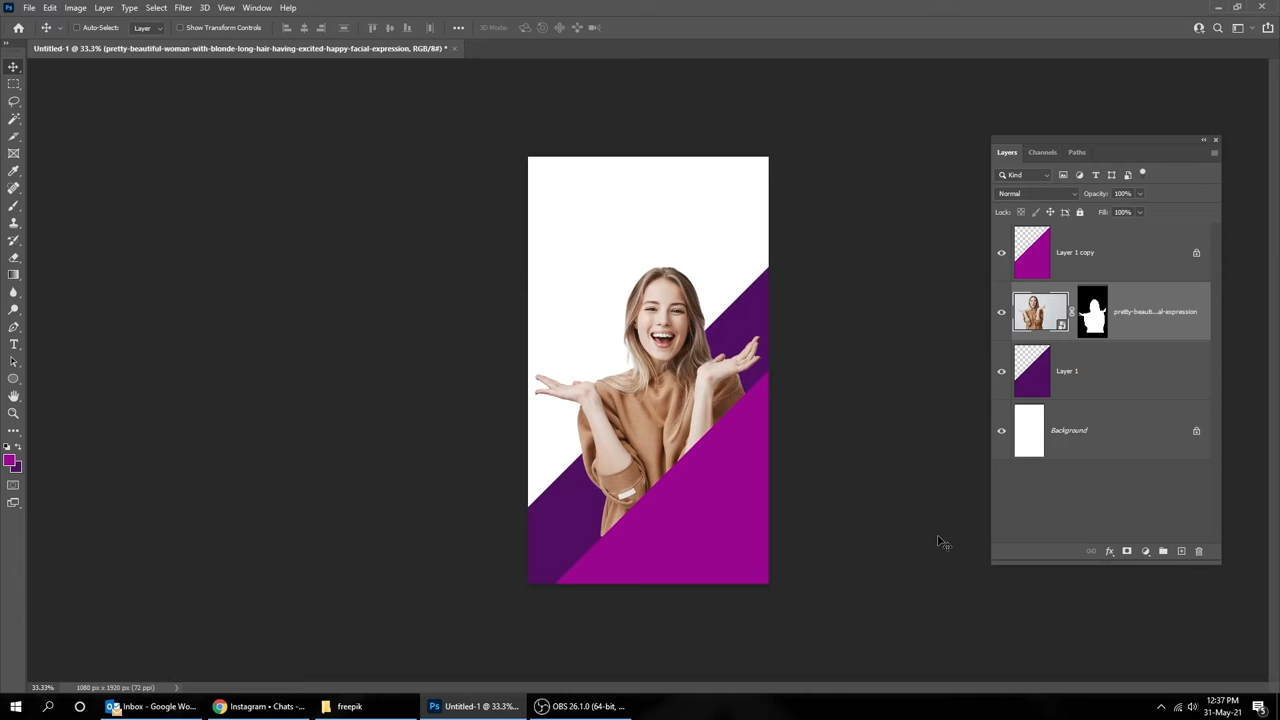 Ps File Edit Image Layer Type Select Filter 3D View Window Help
Auto-Select: Layer Show Transform Controls 3D Mode:
Untitled-1 @ 33.3% (pretty-beautiful-woman-with-blonde-long-hair-having-excited-happy-facial-expression, RGB/8#) * ×
Layers Channels Paths
Kind
Normal Opacity: 100%
Lock: Fill: 100%
Layer 1 copy
pretty-beauti...al-expression
Layer 1
Background
fx
33.33% 1080 px x 1920 px (72 ppi)
Inbox - Google Wo...
Instagram • Chats -...
freepik
Ps Untitled-1 @ 33.3%...
OBS 26.1.0 (64-bit, ...
12:37 PM
31-May-21
5